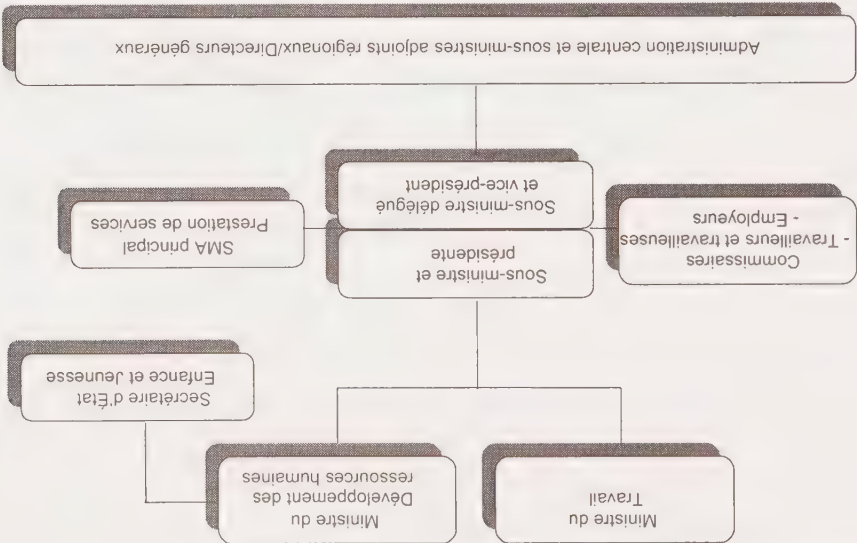 Ministre du
Travail
Ministre du
Développement des
ressources humaines
Secrétaire d'État
Enfance et Jeunesse
Sous-ministre et
présidente
Commissaires
- Travailleurs et travailleuses
- Employeurs
Sous-ministre délégué
et vice-président
SMA principal
Prestation de services
Administration centrale et sous-ministres adjoints régionaux/Directeurs généraux